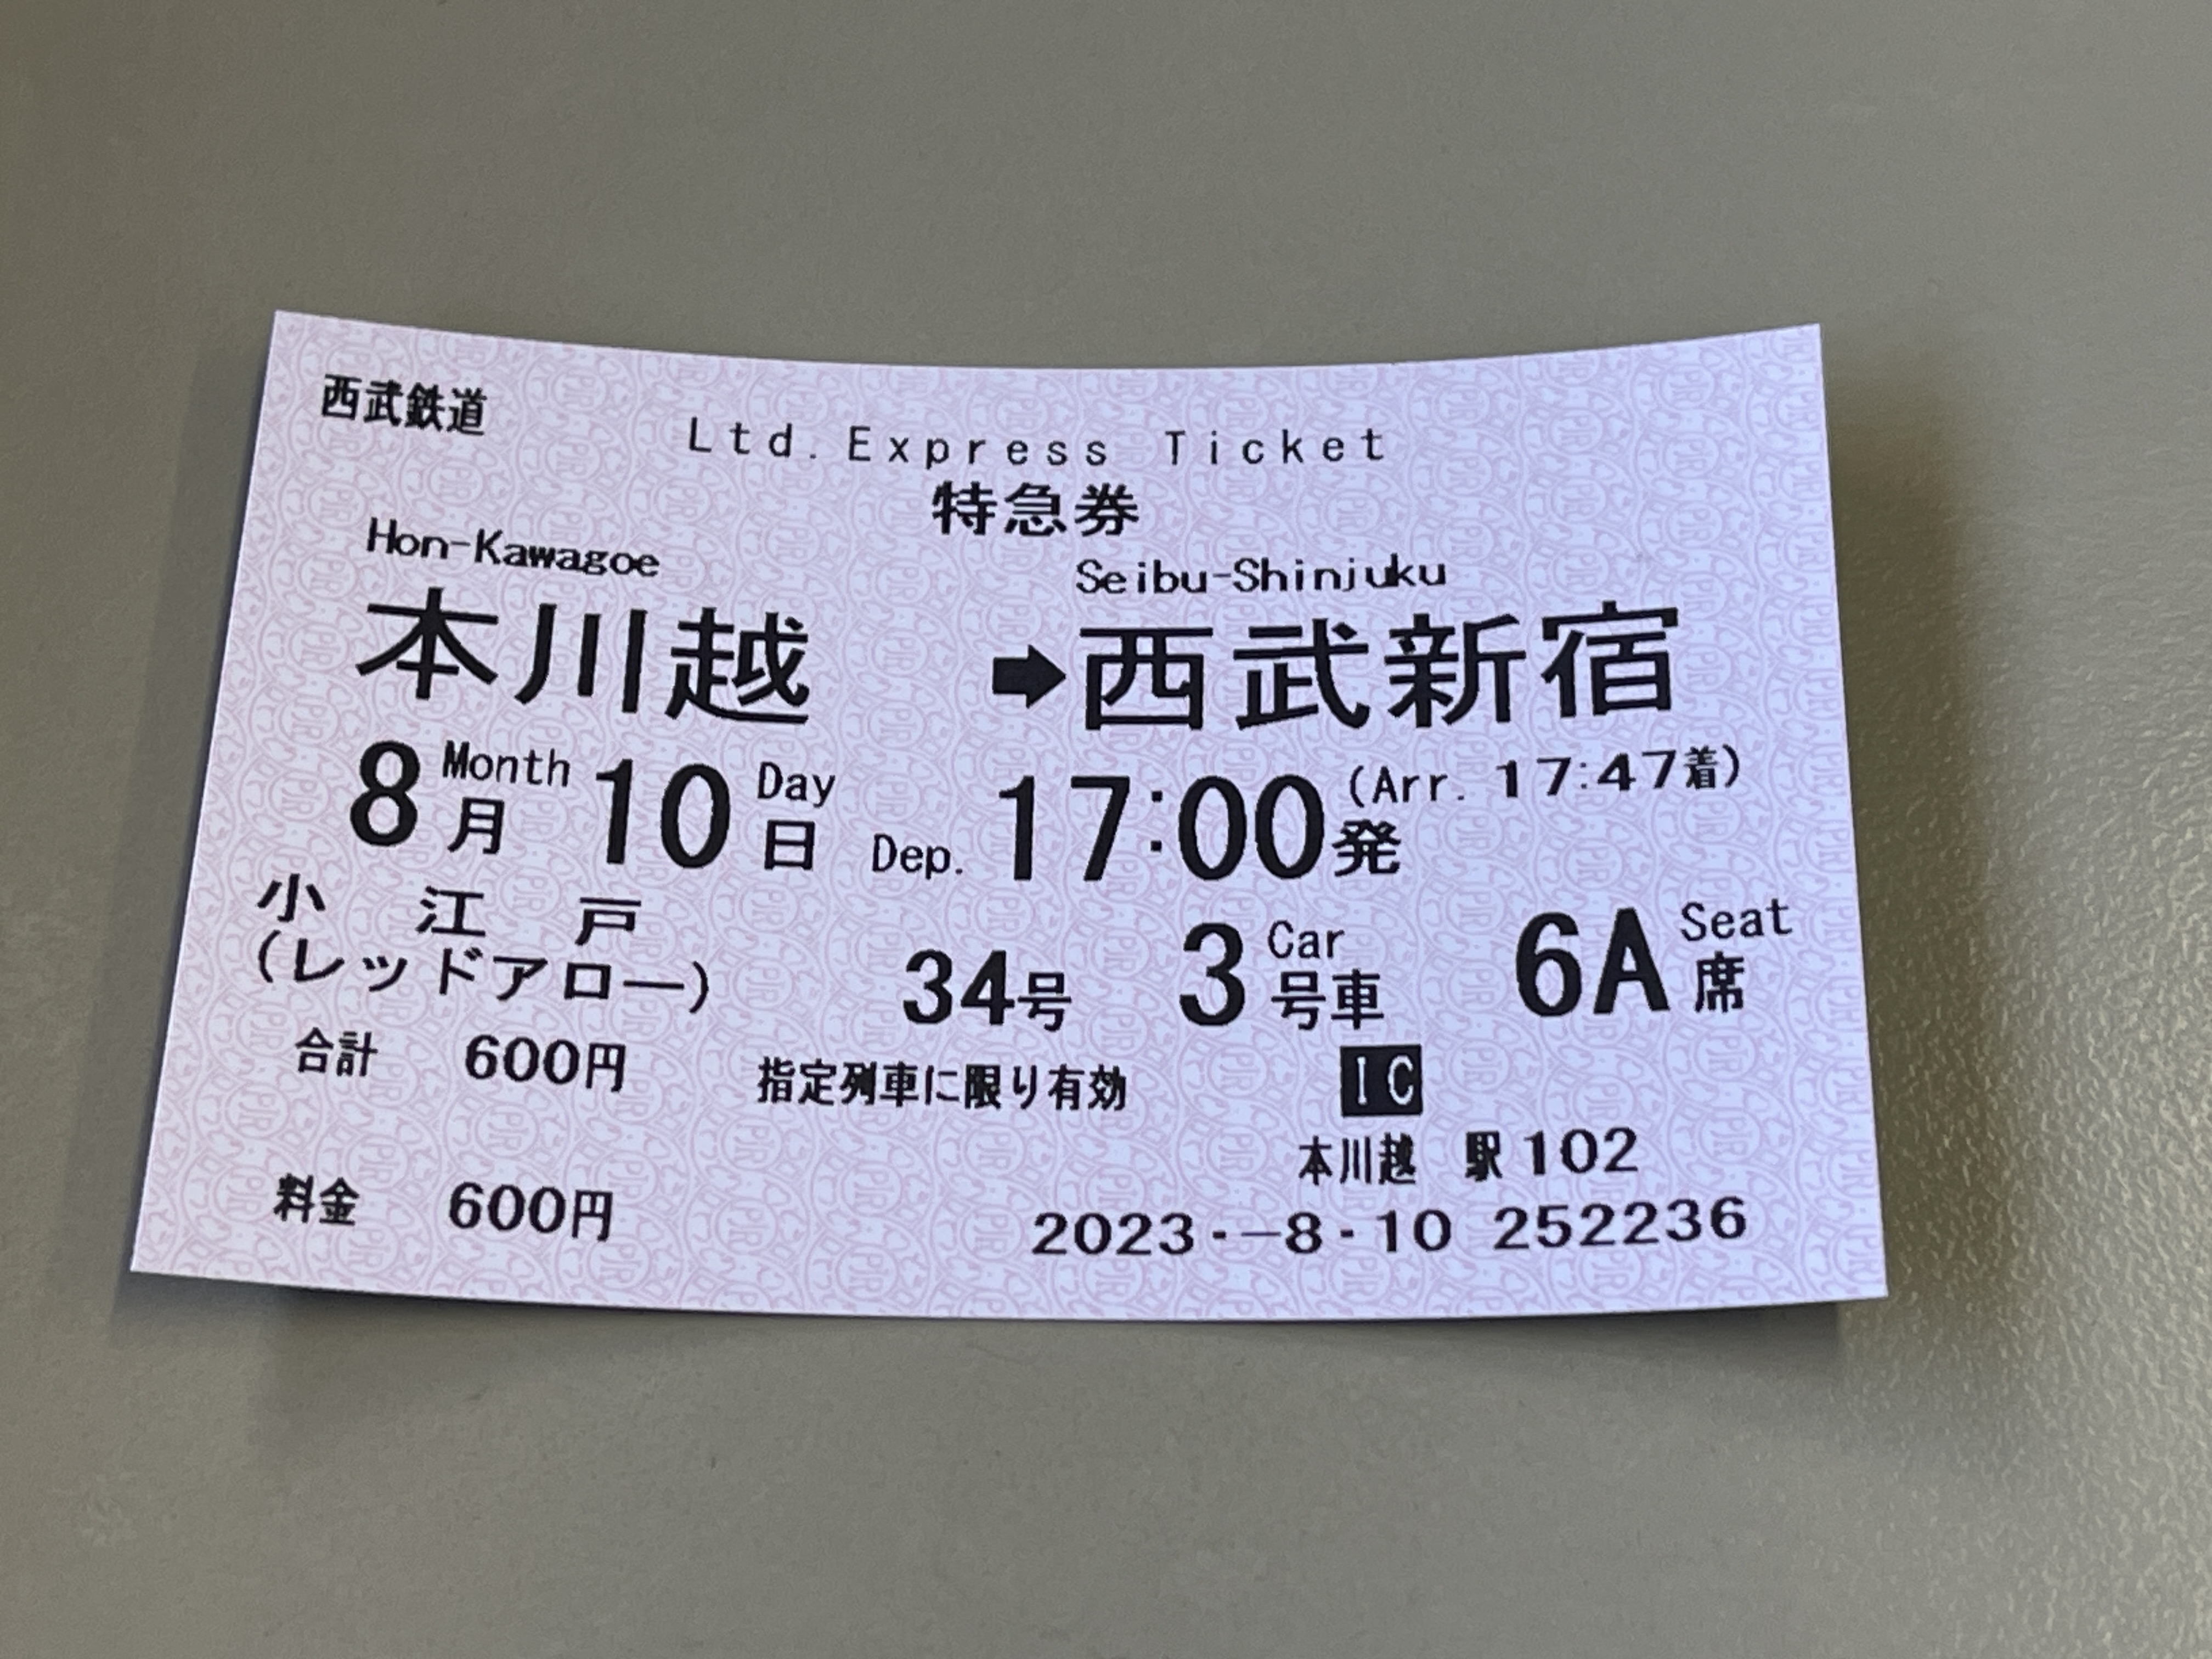 西武鉄道
Ltd. Express Ticket
特急券
Hon-Kawagoe Seibu-Shinjuku
本川越 ➡ 西武新宿
8 Month 月 10 Day 日 Dep. 17:00 発 (Arr. 17:47着)
小江戸
(レッドアロー) 34号 3 Car 号車 6A Seat 席
合計 600円 指定列車に限り有効 IC
本川越 駅102
料金 600円 2023.-8.10 252236